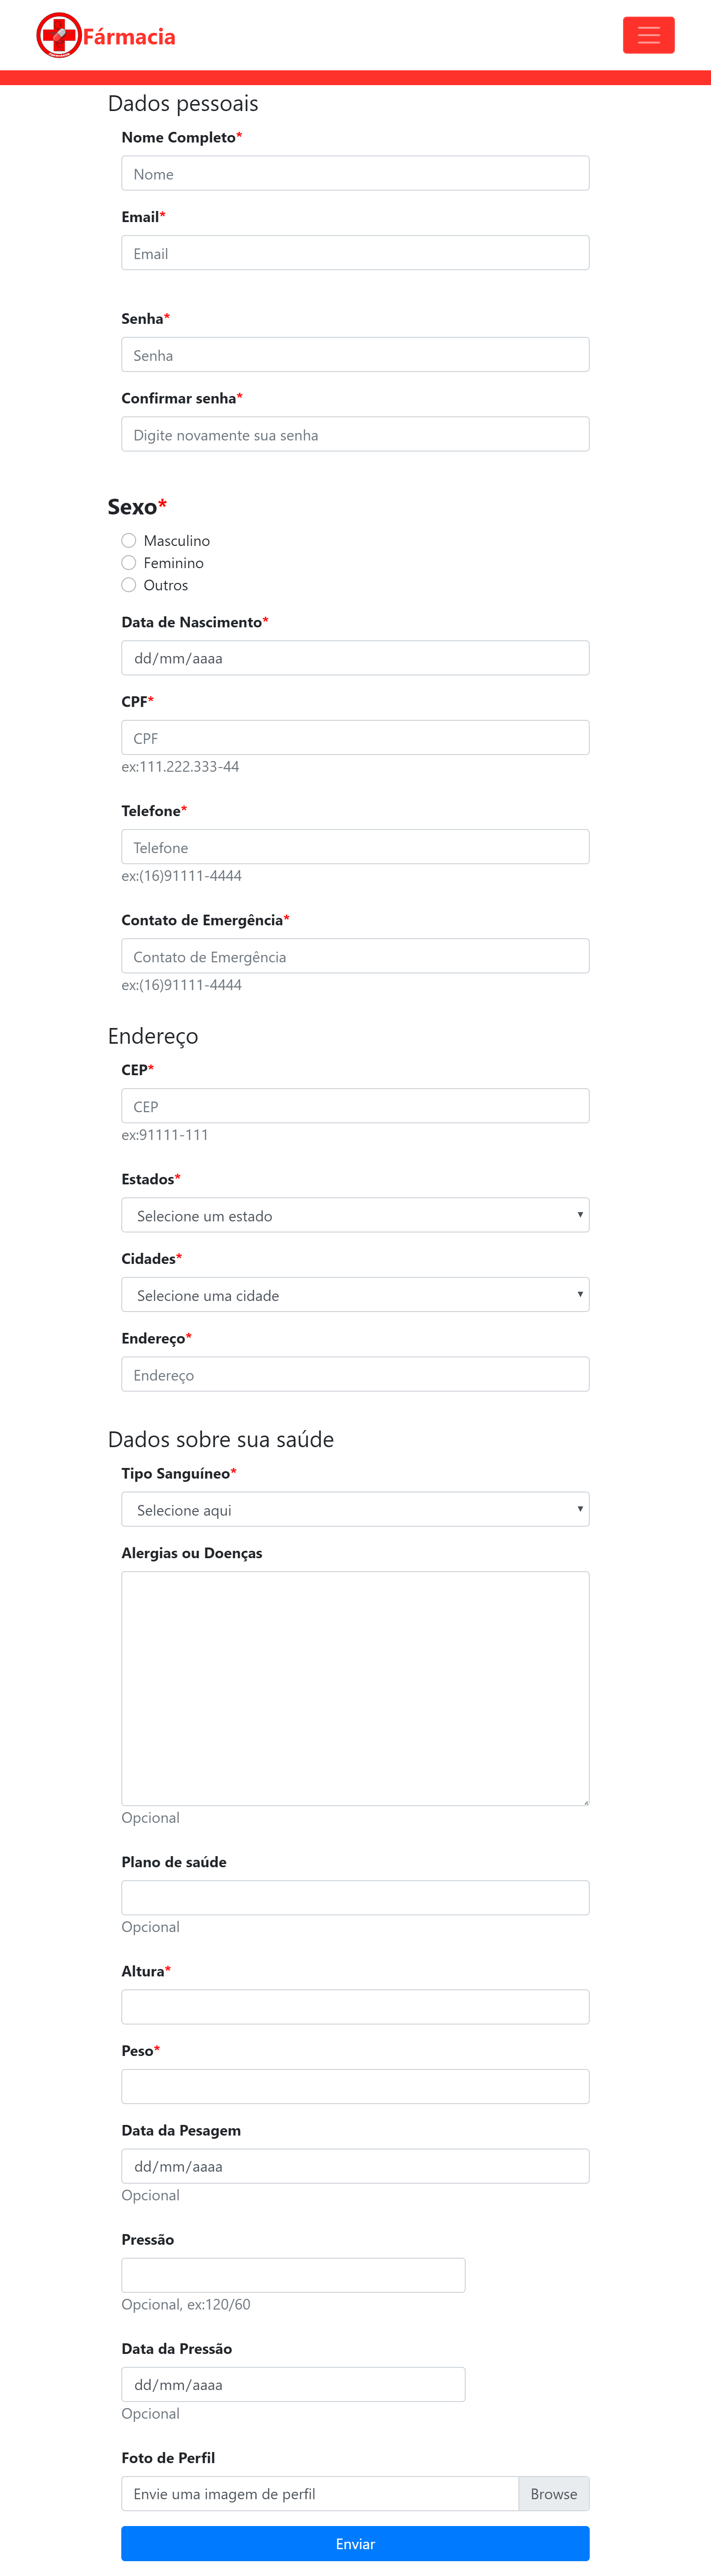 Fármacia
Dados pessoais
Nome Completo*
Nome
Email*
Email
Senha*
Senha
Confirmar senha*
Digite novamente sua senha
Sexo*
Masculino
Feminino
Outros
Data de Nascimento*
dd/mm/aaaa
CPF*
CPF
ex:111.222.333-44
Telefone*
Telefone
ex:(16)91111-4444
Contato de Emergência*
Contato de Emergência
ex:(16)91111-4444
Endereço
CEP*
CEP
ex:91111-111
Estados*
Selecione um estado
Cidades*
Selecione uma cidade
Endereço*
Endereço
Dados sobre sua saúde
Tipo Sanguíneo*
Selecione aqui
Alergias ou Doenças
Opcional
Plano de saúde
Opcional
Altura*
Peso*
Data da Pesagem
dd/mm/aaaa
Opcional
Pressão
Opcional, ex:120/60
Data da Pressão
dd/mm/aaaa
Opcional
Foto de Perfil
Envie uma imagem de perfil Browse
Enviar